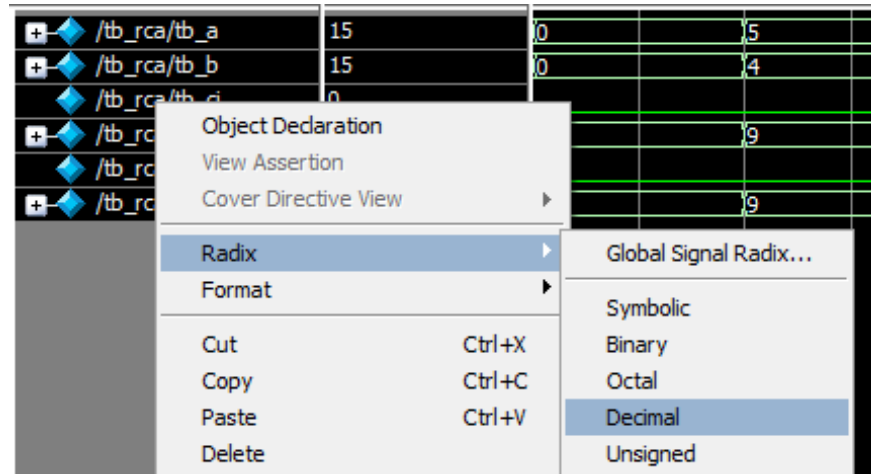 /tb_rca/tb_a 15 0 5
/tb_rca/tb_b 15 0 4
/tb_rca/tb_ci 0
/tb_rc 9
/tb_rc
/tb_rc 9
Object Declaration
View Assertion
Cover Directive View
Radix
Format
Cut Ctrl+X
Copy Ctrl+C
Paste Ctrl+V
Delete
Global Signal Radix...
Symbolic
Binary
Octal
Decimal
Unsigned